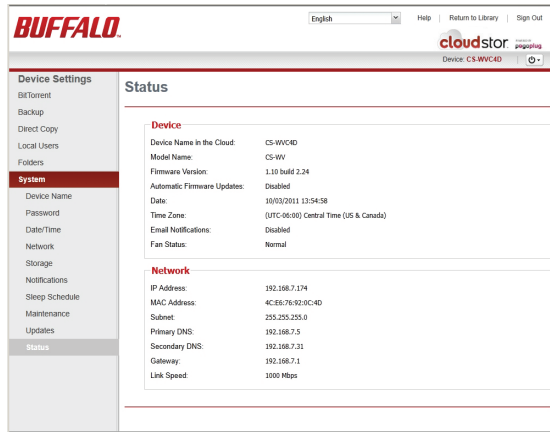 BUFFALO
English
Help | Return to Library | Sign Out
cloudstor. POWERED BY pogoplug
Device: CS-WVC4D
Device Settings
BitTorrent
Backup
Direct Copy
Local Users
Folders
System
Device Name
Password
Date/Time
Network
Storage
Notifications
Sleep Schedule
Maintenance
Updates
Status
Status
Device
Device Name in the Cloud: CS-WVC4D
Model Name: CS-WV
Firmware Version: 1.10 build 2.24
Automatic Firmware Updates: Disabled
Date: 10/03/2011 13:54:58
Time Zone: (UTC-06:00) Central Time (US & Canada)
Email Notifications: Disabled
Fan Status: Normal
Network
IP Address: 192.168.7.174
MAC Address: 4C:E6:76:92:0C:4D
Subnet: 255.255.255.0
Primary DNS: 192.168.7.5
Secondary DNS: 192.168.7.31
Gateway: 192.168.7.1
Link Speed: 1000 Mbps